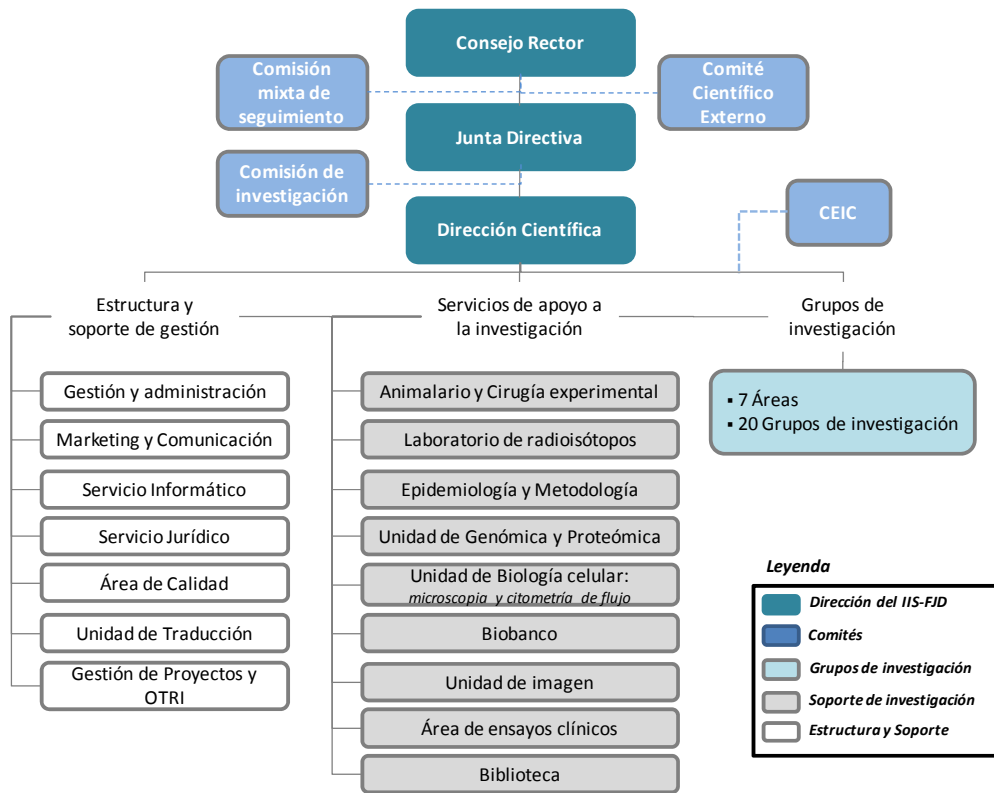 Consejo Rector
Comisión
mixta de
seguimiento
Comité
Científico
Externo
Junta Directiva
Comisión de
investigación
CEIC
Dirección Científica
Estructura y
soporte de gestión
Servicios de apoyo a
la investigación
Grupos de
investigación
Gestión y administración
Marketing y Comunicación
Servicio Informático
Servicio Jurídico
Área de Calidad
Unidad de Traducción
Gestión de Proyectos y
OTRI
Animalario y Cirugía experimental
Laboratorio de radioisótopos
Epidemiología y Metodología
Unidad de Genómica y Proteómica
Unidad de Biología celular:
microscopia y citometría de flujo
Biobanco
Unidad de imagen
Área de ensayos clínicos
Biblioteca
▪ 7 Áreas
▪ 20 Grupos de investigación
Leyenda
Dirección del IIS-FJD
Comités
Grupos de investigación
Soporte de investigación
Estructura y Soporte